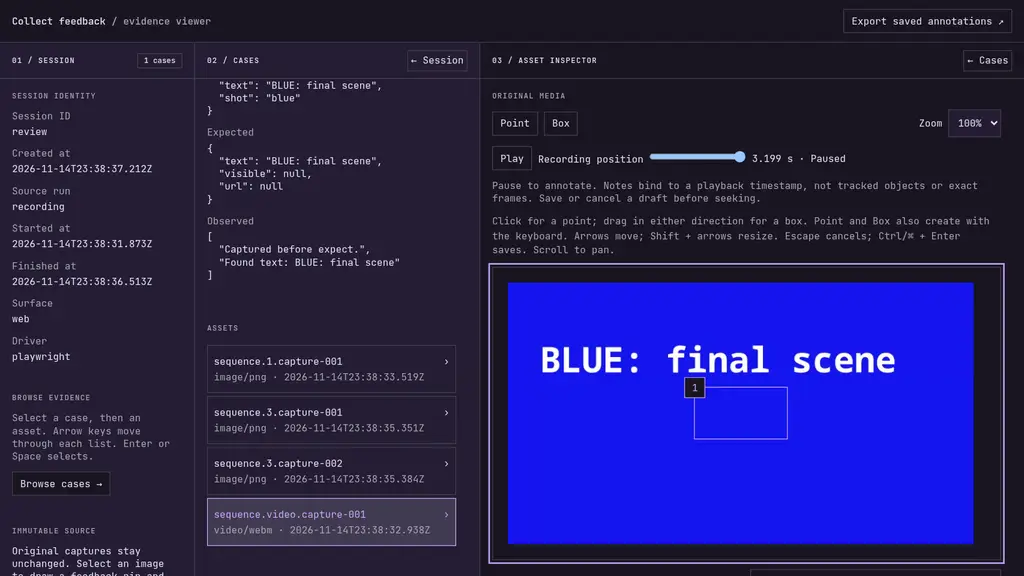 Collect feedback / evidence viewer
Export saved annotations ↗
01 / SESSION
1 cases
SESSION IDENTITY
Session ID
review
Created at
2026-11-14T23:38:37.212Z
Source run
recording
Started at
2026-11-14T23:38:31.873Z
Finished at
2026-11-14T23:38:36.513Z
Surface
web
Driver
playwright
BROWSE EVIDENCE
Select a case, then an
asset. Arrow keys move
through each list. Enter or
Space selects.
Browse cases →
IMMUTABLE SOURCE
Original captures stay
unchanged. Select an image
to draw a feedback pin and
02 / CASES
← Session
"text": "BLUE: final scene",
"shot": "blue"
}
Expected
{
"text": "BLUE: final scene",
"visible": null,
"url": null
}
Observed
[
"Captured before expect.",
"Found text: BLUE: final scene"
]
ASSETS
sequence.1.capture-001 ›
image/png · 2026-11-14T23:38:33.519Z
sequence.3.capture-001 ›
image/png · 2026-11-14T23:38:35.351Z
sequence.3.capture-002 ›
image/png · 2026-11-14T23:38:35.384Z
sequence.video.capture-001 ›
video/webm · 2026-11-14T23:38:32.938Z
03 / ASSET INSPECTOR
← Cases
ORIGINAL MEDIA
Point
Box
Zoom
100%
Play
Recording position
3.199 s · Paused
Pause to annotate. Notes bind to a playback timestamp, not tracked objects or exact
frames. Save or cancel a draft before seeking.
Click for a point; drag in either direction for a box. Point and Box also create with
the keyboard. Arrows move; Shift + arrows resize. Escape cancels; Ctrl/⌘ + Enter
saves. Scroll to pan.
BLUE: final scene
1